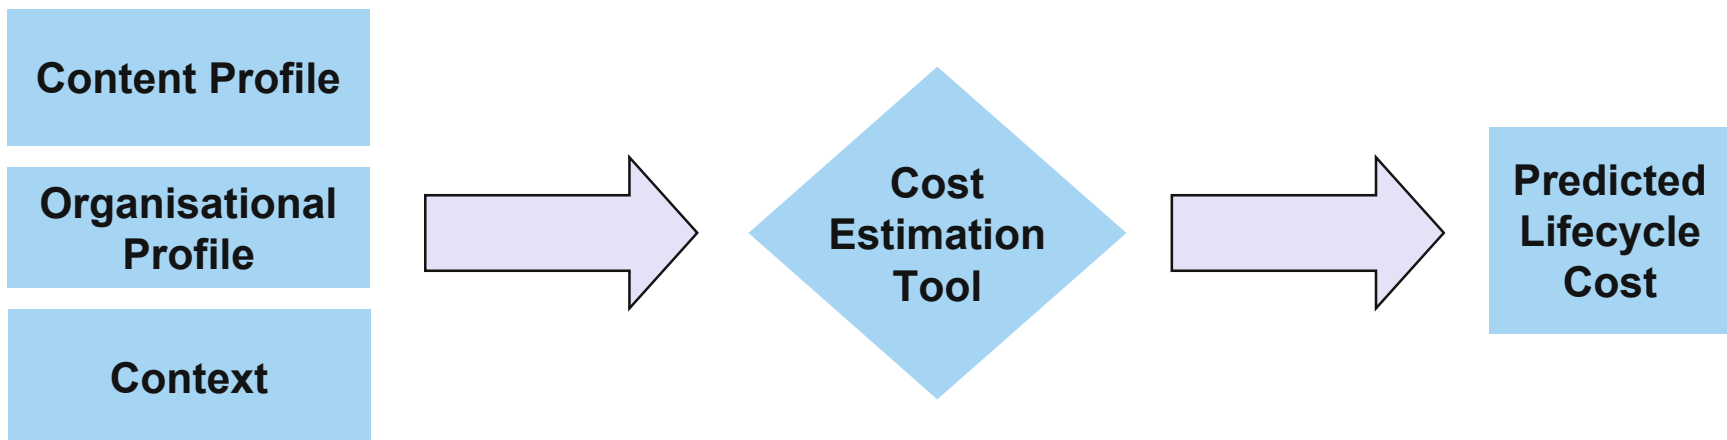 Content Profile
Organisational
Profile
Context
Cost
Estimation
Tool
Predicted
Lifecycle
Cost